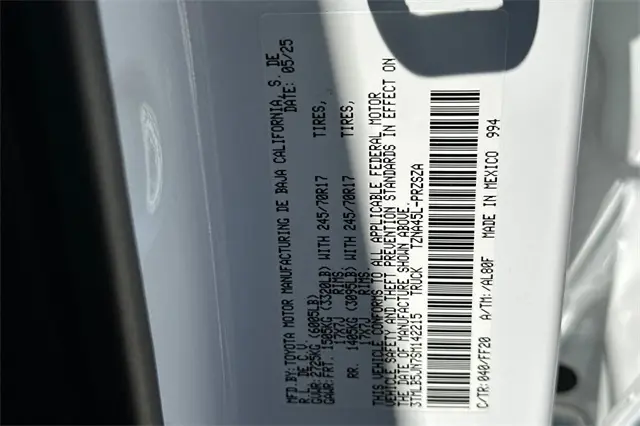 MFD. BY: TOYOTA MOTOR MANUFACTURING DE BAJA CALIFORNIA, S. DE
R.L. DE C.V. DATE: 05/25
GVWR: 2725KG (6005LB)
GAWR: FRT. 1505KG (3320LB) WITH 245/70R17 TIRES,
17X7J RIMS
RR. 1405KG (3095LB) WITH 245/70R17 TIRES,
17X7J RIMS
THIS VEHICLE CONFORMS TO ALL APPLICABLE FEDERAL MOTOR
VEHICLE SAFETY AND THEFT PREVENTION STANDARDS IN EFFECT ON
THE DATE OF MANUFACTURE SHOWN ABOVE.
3TMLB5JN7SM142215 TRUCK TZNA45L-PRZSZA
C/TR: 040/FF20 A/TM: /AL80F MADE IN MEXICO 994